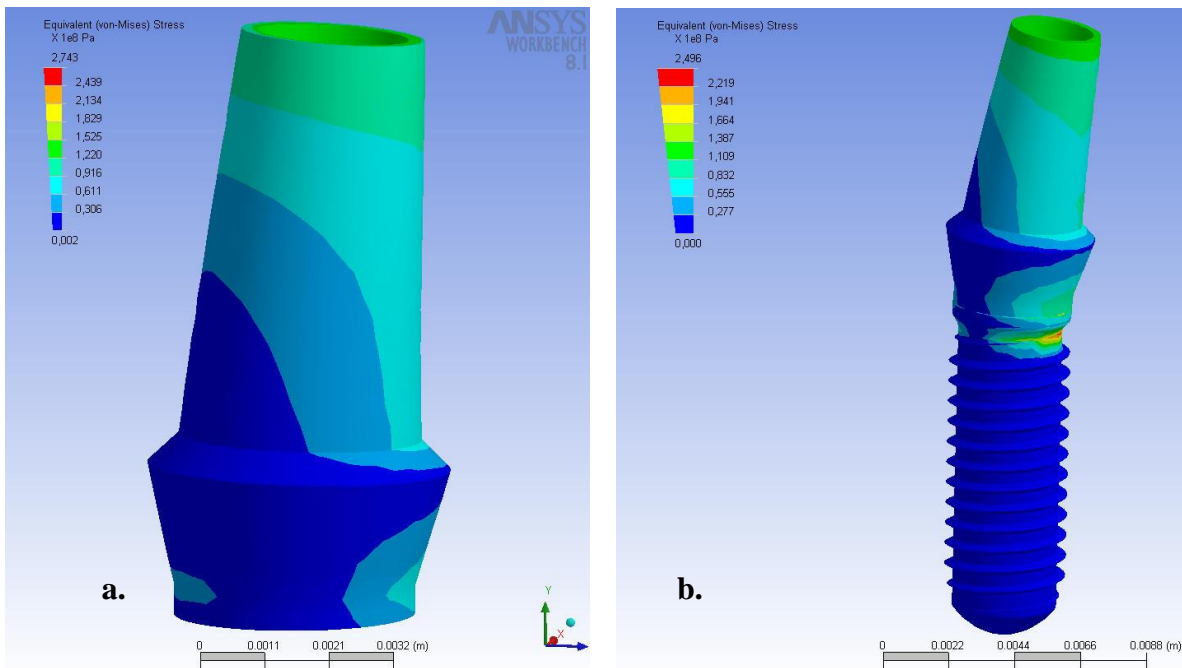 Equivalent (von-Mises) Stress
X 1e8 Pa
2,743
2,439
2,134
1,829
1,525
1,220
0,916
0,611
0,306
0,002
ANSYS
WORKBENCH
8.1
a.
Y
X
0 0.0011 0.0021 0.0032 (m)
Equivalent (von-Mises) Stress
X 1e8 Pa
2,496
2,219
1,941
1,664
1,387
1,109
0,832
0,555
0,277
0,000
b.
0 0.0022 0.0044 0.0066 0.0088 (m)